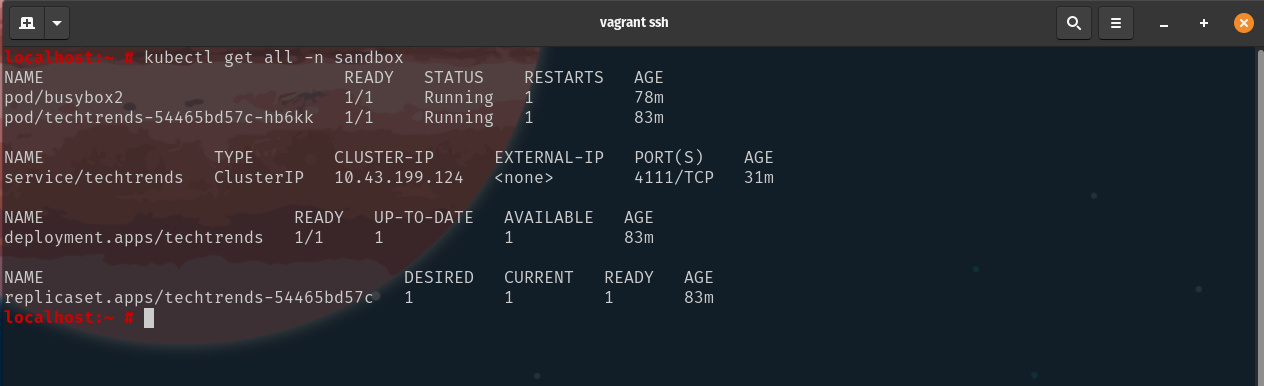 vagrant ssh
localhost:~ # kubectl get all -n sandbox
NAME                              READY   STATUS    RESTARTS   AGE
pod/busybox2                      1/1     Running   1          78m
pod/techtrends-54465bd57c-hb6kk   1/1     Running   1          83m

NAME                 TYPE        CLUSTER-IP      EXTERNAL-IP   PORT(S)    AGE
service/techtrends   ClusterIP   10.43.199.124   <none>        4111/TCP   31m

NAME                         READY   UP-TO-DATE   AVAILABLE   AGE
deployment.apps/techtrends   1/1     1            1           83m

NAME                                    DESIRED   CURRENT   READY   AGE
replicaset.apps/techtrends-54465bd57c   1         1         1       83m
localhost:~ #